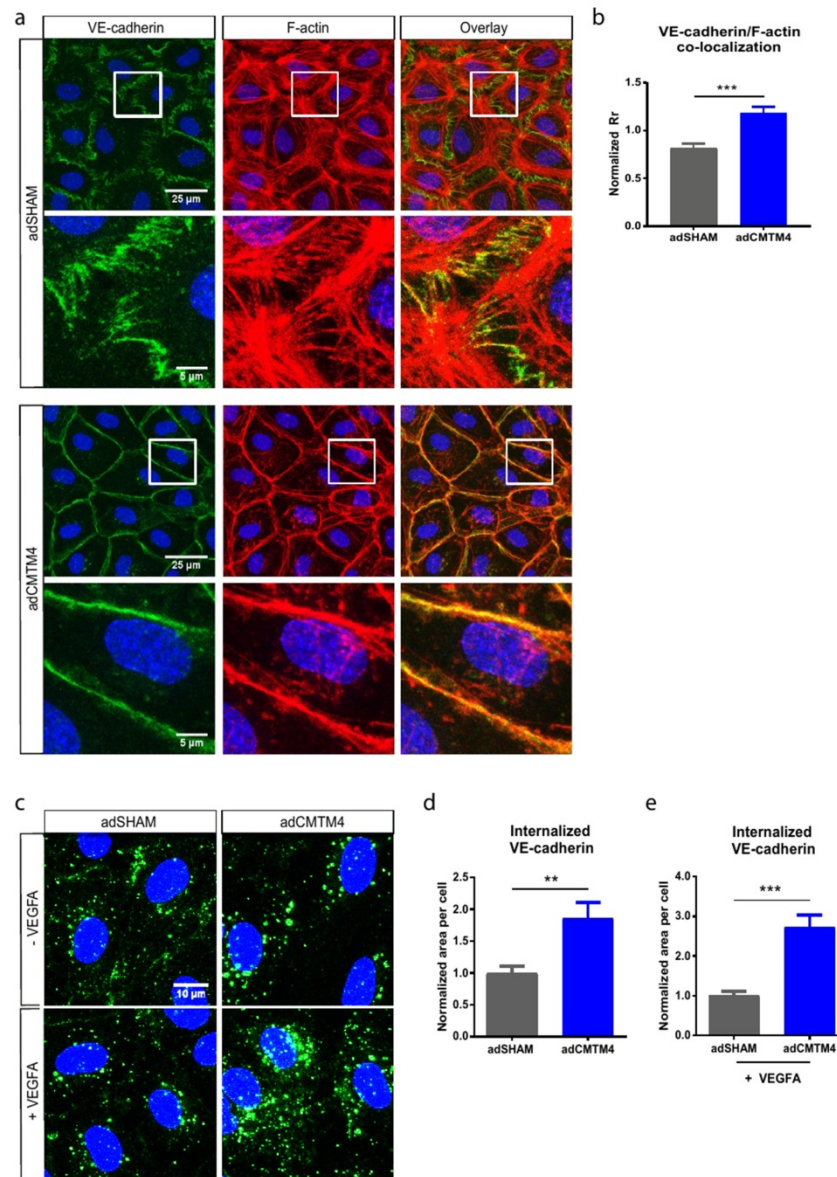 a
VE-cadherin
F-actin
Overlay
adSHAM
25 µm
5 µm
adCMTM4
25 µm
5 µm
b
VE-cadherin/F-actin
co-localization
***
Normalized Rr
1.5
1.0
0.5
0.0
adSHAM
adCMTM4
c
adSHAM
adCMTM4
- VEGFA
10 µm
+ VEGFA
d
Internalized
VE-cadherin
**
Normalized area per cell
2.5
2.0
1.5
1.0
0.5
0.0
adSHAM
adCMTM4
e
Internalized
VE-cadherin
***
Normalized area per cell
4.0
3.0
2.0
1.0
0.0
adSHAM
adCMTM4
+ VEGFA